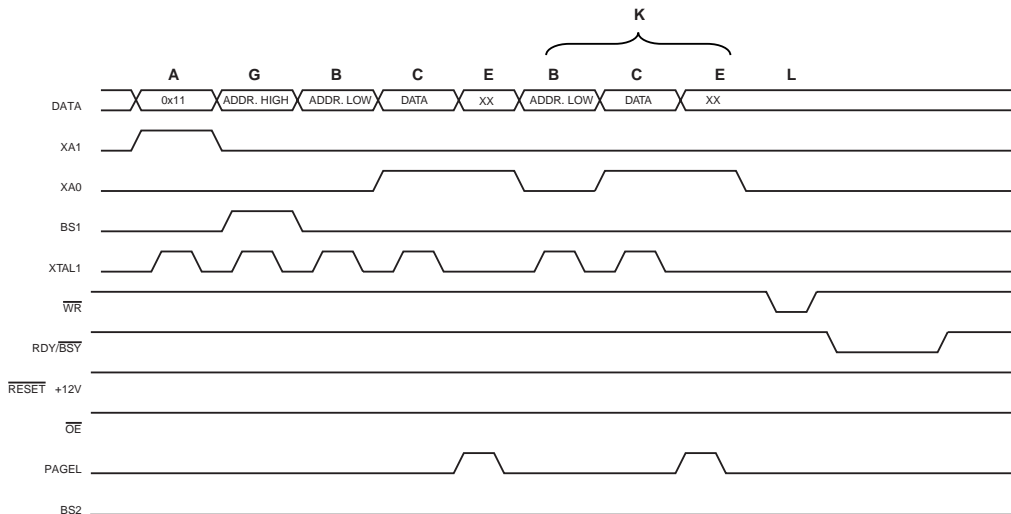 K
A G B C E B C E L
DATA 0x11 ADDR. HIGH ADDR. LOW DATA XX ADDR. LOW DATA XX
XA1
XA0
BS1
XTAL1
WR
RDY/BSY
RESET +12V
OE
PAGEL
BS2